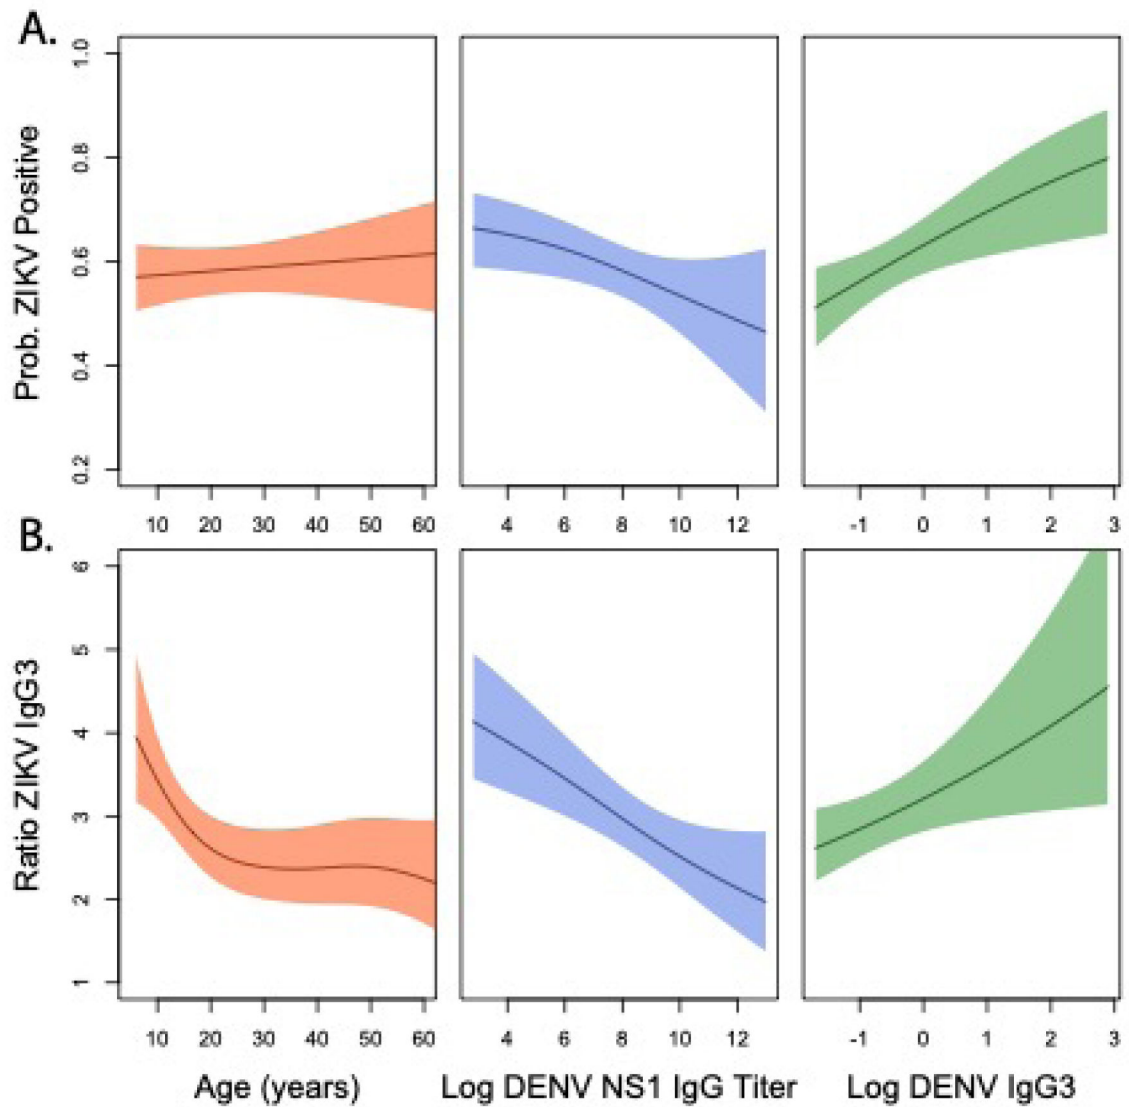 A.
Prob. ZIKV Positive
1.0
0.8
0.6
0.4
0.2
10 20 30 40 50 60
4 6 8 10 12
-1 0 1 2 3
B.
Ratio ZIKV IgG3
6
5
4
3
2
1
10 20 30 40 50 60
4 6 8 10 12
-1 0 1 2 3
Age (years)
Log DENV NS1 IgG Titer
Log DENV IgG3